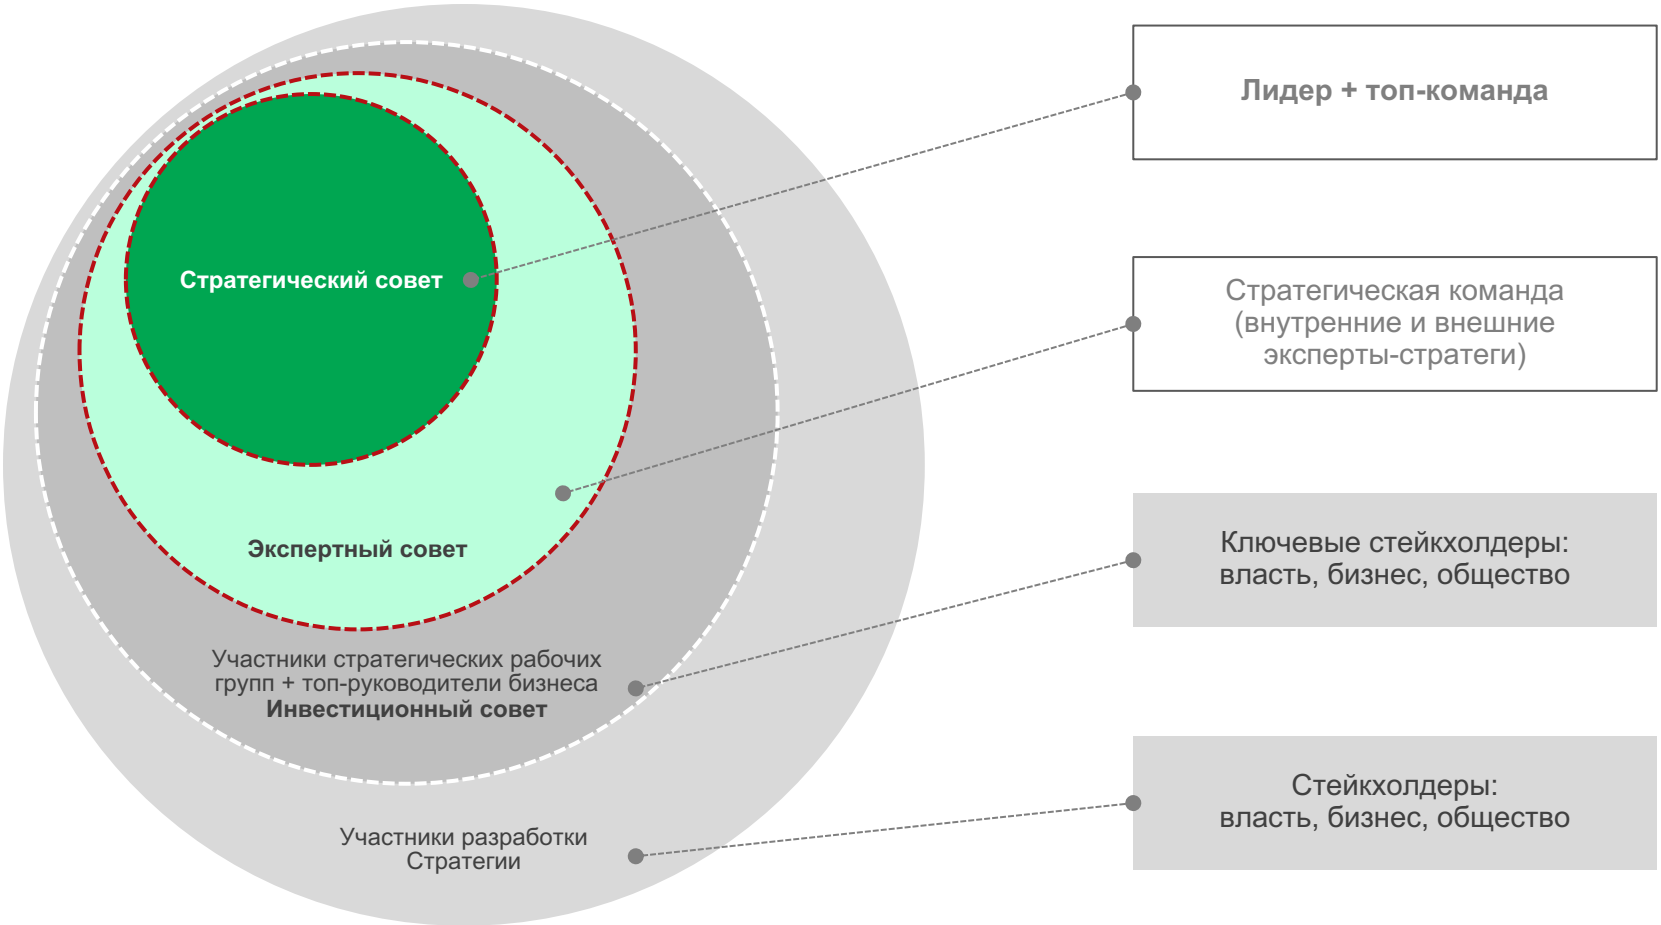 Стратегический совет
Экспертный совет
Участники стратегических рабочих
групп + топ-руководители бизнеса
Инвестиционный совет
Участники разработки
Стратегии
Лидер + топ-команда
Стратегическая команда
(внутренние и внешние
эксперты-стратеги)
Ключевые стейкхолдеры:
власть, бизнес, общество
Стейкхолдеры:
власть, бизнес, общество